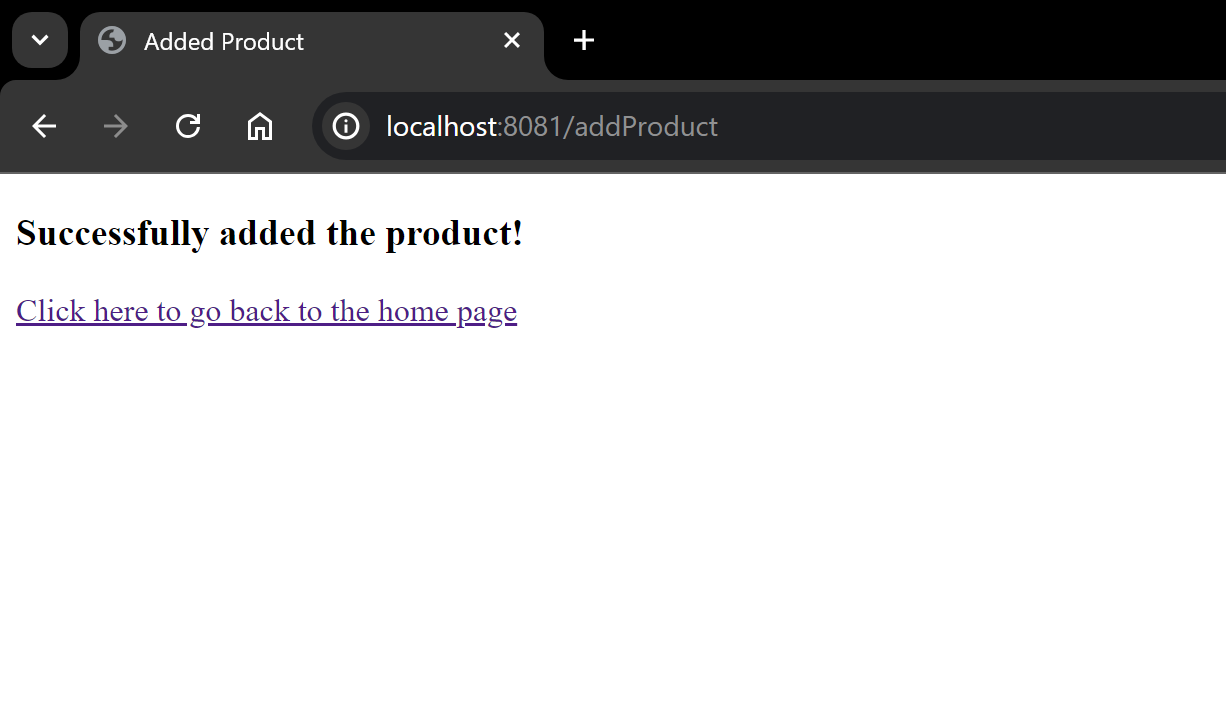 Added Product
localhost:8081/addProduct
Successfully added the product!
Click here to go back to the home page